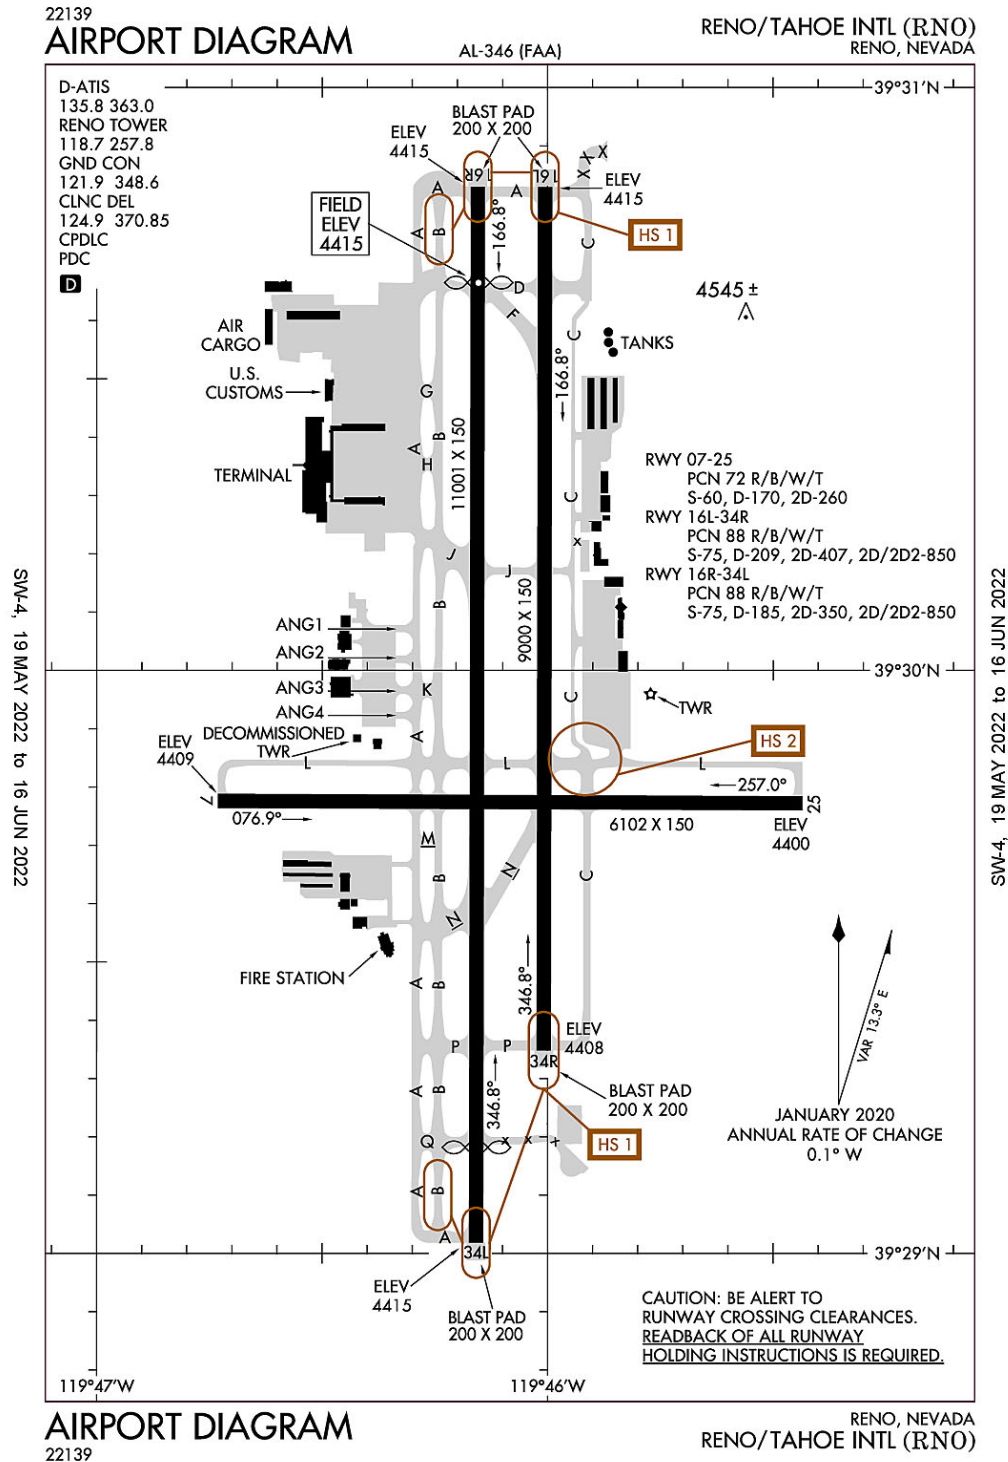 22139
AIRPORT DIAGRAM
AL-346 (FAA)
RENO/TAHOE INTL (RNO)
RENO, NEVADA
D-ATIS
135.8 363.0
RENO TOWER
118.7 257.8
GND CON
121.9 348.6
CLNC DEL
124.9 370.85
CPDLC
PDC
D
39°31'N
BLAST PAD
200 X 200
ELEV
4415
16R
16L
ELEV
4415
A
A
HS 1
FIELD
ELEV
4415
A
B
166.8°
C
X X
X
D
F
4545 ±
AIR
CARGO
C
TANKS
U.S.
CUSTOMS
166.8°
G
B
A
H
11001 X 150
TERMINAL
RWY 07-25
PCN 72 R/B/W/T
S-60, D-170, 2D-260
RWY 16L-34R
PCN 88 R/B/W/T
S-75, D-209, 2D-407, 2D/2D2-850
RWY 16R-34L
PCN 88 R/B/W/T
S-75, D-185, 2D-350, 2D/2D2-850
C
X
J
J
B
9000 X 150
ANG1
ANG2
ANG3
ANG4
K
C
39°30'N
TWR
DECOMMISSIONED
TWR
A
HS 2
ELEV
4409
L
L
L
257.0°
7
25
076.9°
6102 X 150
ELEV
4400
M
B
N
N
C
FIRE STATION
A
B
346.8°
ELEV
4408
P
P
34R
BLAST PAD
200 X 200
A
B
346.8°
VAR 13.3° E
JANUARY 2020
ANNUAL RATE OF CHANGE
0.1° W
Q
X X X
HS 1
A
B
A
34L
39°29'N
ELEV
4415
BLAST PAD
200 X 200
CAUTION: BE ALERT TO
RUNWAY CROSSING CLEARANCES.
READBACK OF ALL RUNWAY
HOLDING INSTRUCTIONS IS REQUIRED.
119°47'W
119°46'W
SW-4, 19 MAY 2022 to 16 JUN 2022
SW-4, 19 MAY 2022 to 16 JUN 2022
AIRPORT DIAGRAM
22139
RENO, NEVADA
RENO/TAHOE INTL (RNO)